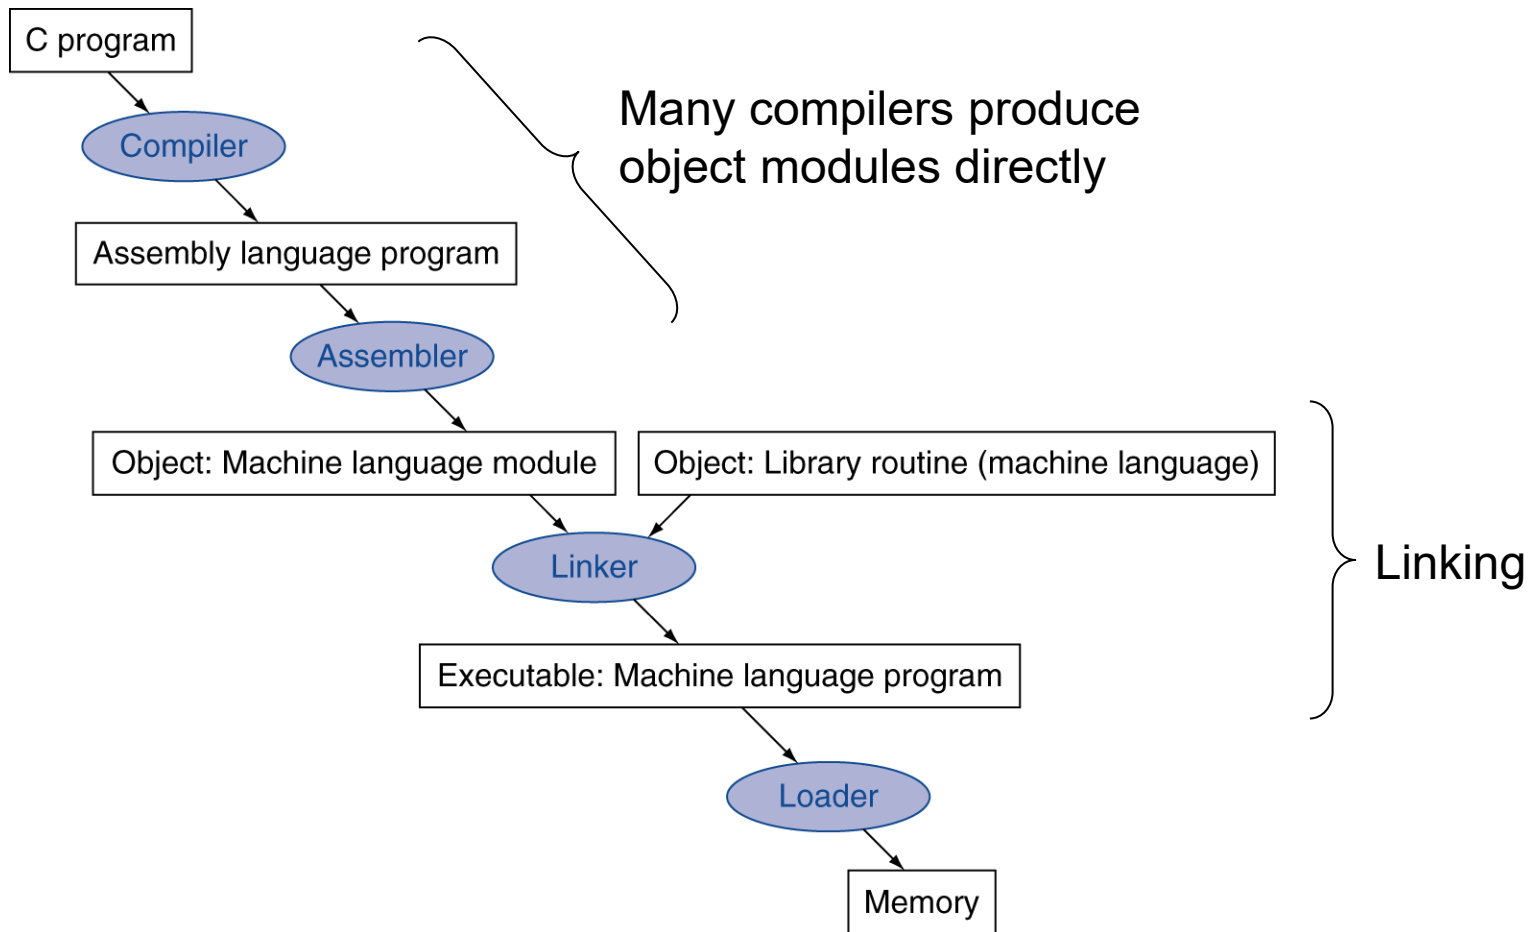 C program
Compiler
Many compilers produce
object modules directly
Assembly language program
Assembler
Object: Machine language module
Object: Library routine (machine language)
Linker
Linking
Executable: Machine language program
Loader
Memory